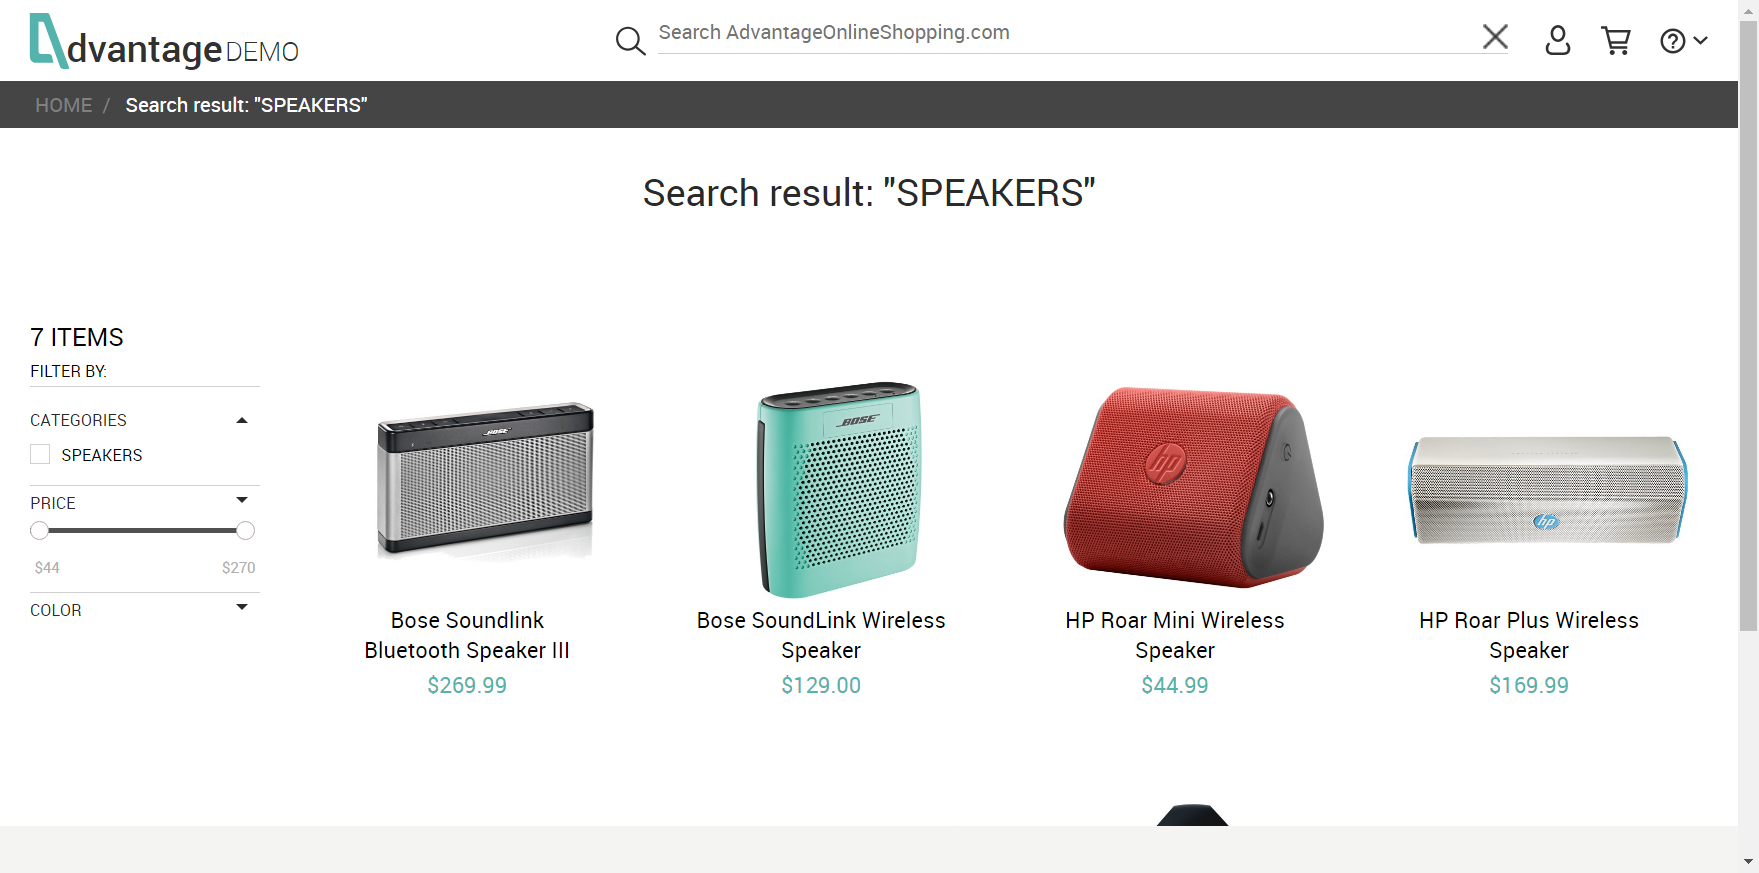 dvantage DEMO
Search AdvantageOnlineShopping.com
HOME / Search result: "SPEAKERS"
Search result: "SPEAKERS"
7 ITEMS
FILTER BY:
CATEGORIES
SPEAKERS
PRICE
$44 $270
COLOR
BOSE
BOSE
hp
hp
Bose Soundlink
Bluetooth Speaker III
$269.99
Bose SoundLink Wireless
Speaker
$129.00
HP Roar Mini Wireless
Speaker
$44.99
HP Roar Plus Wireless
Speaker
$169.99